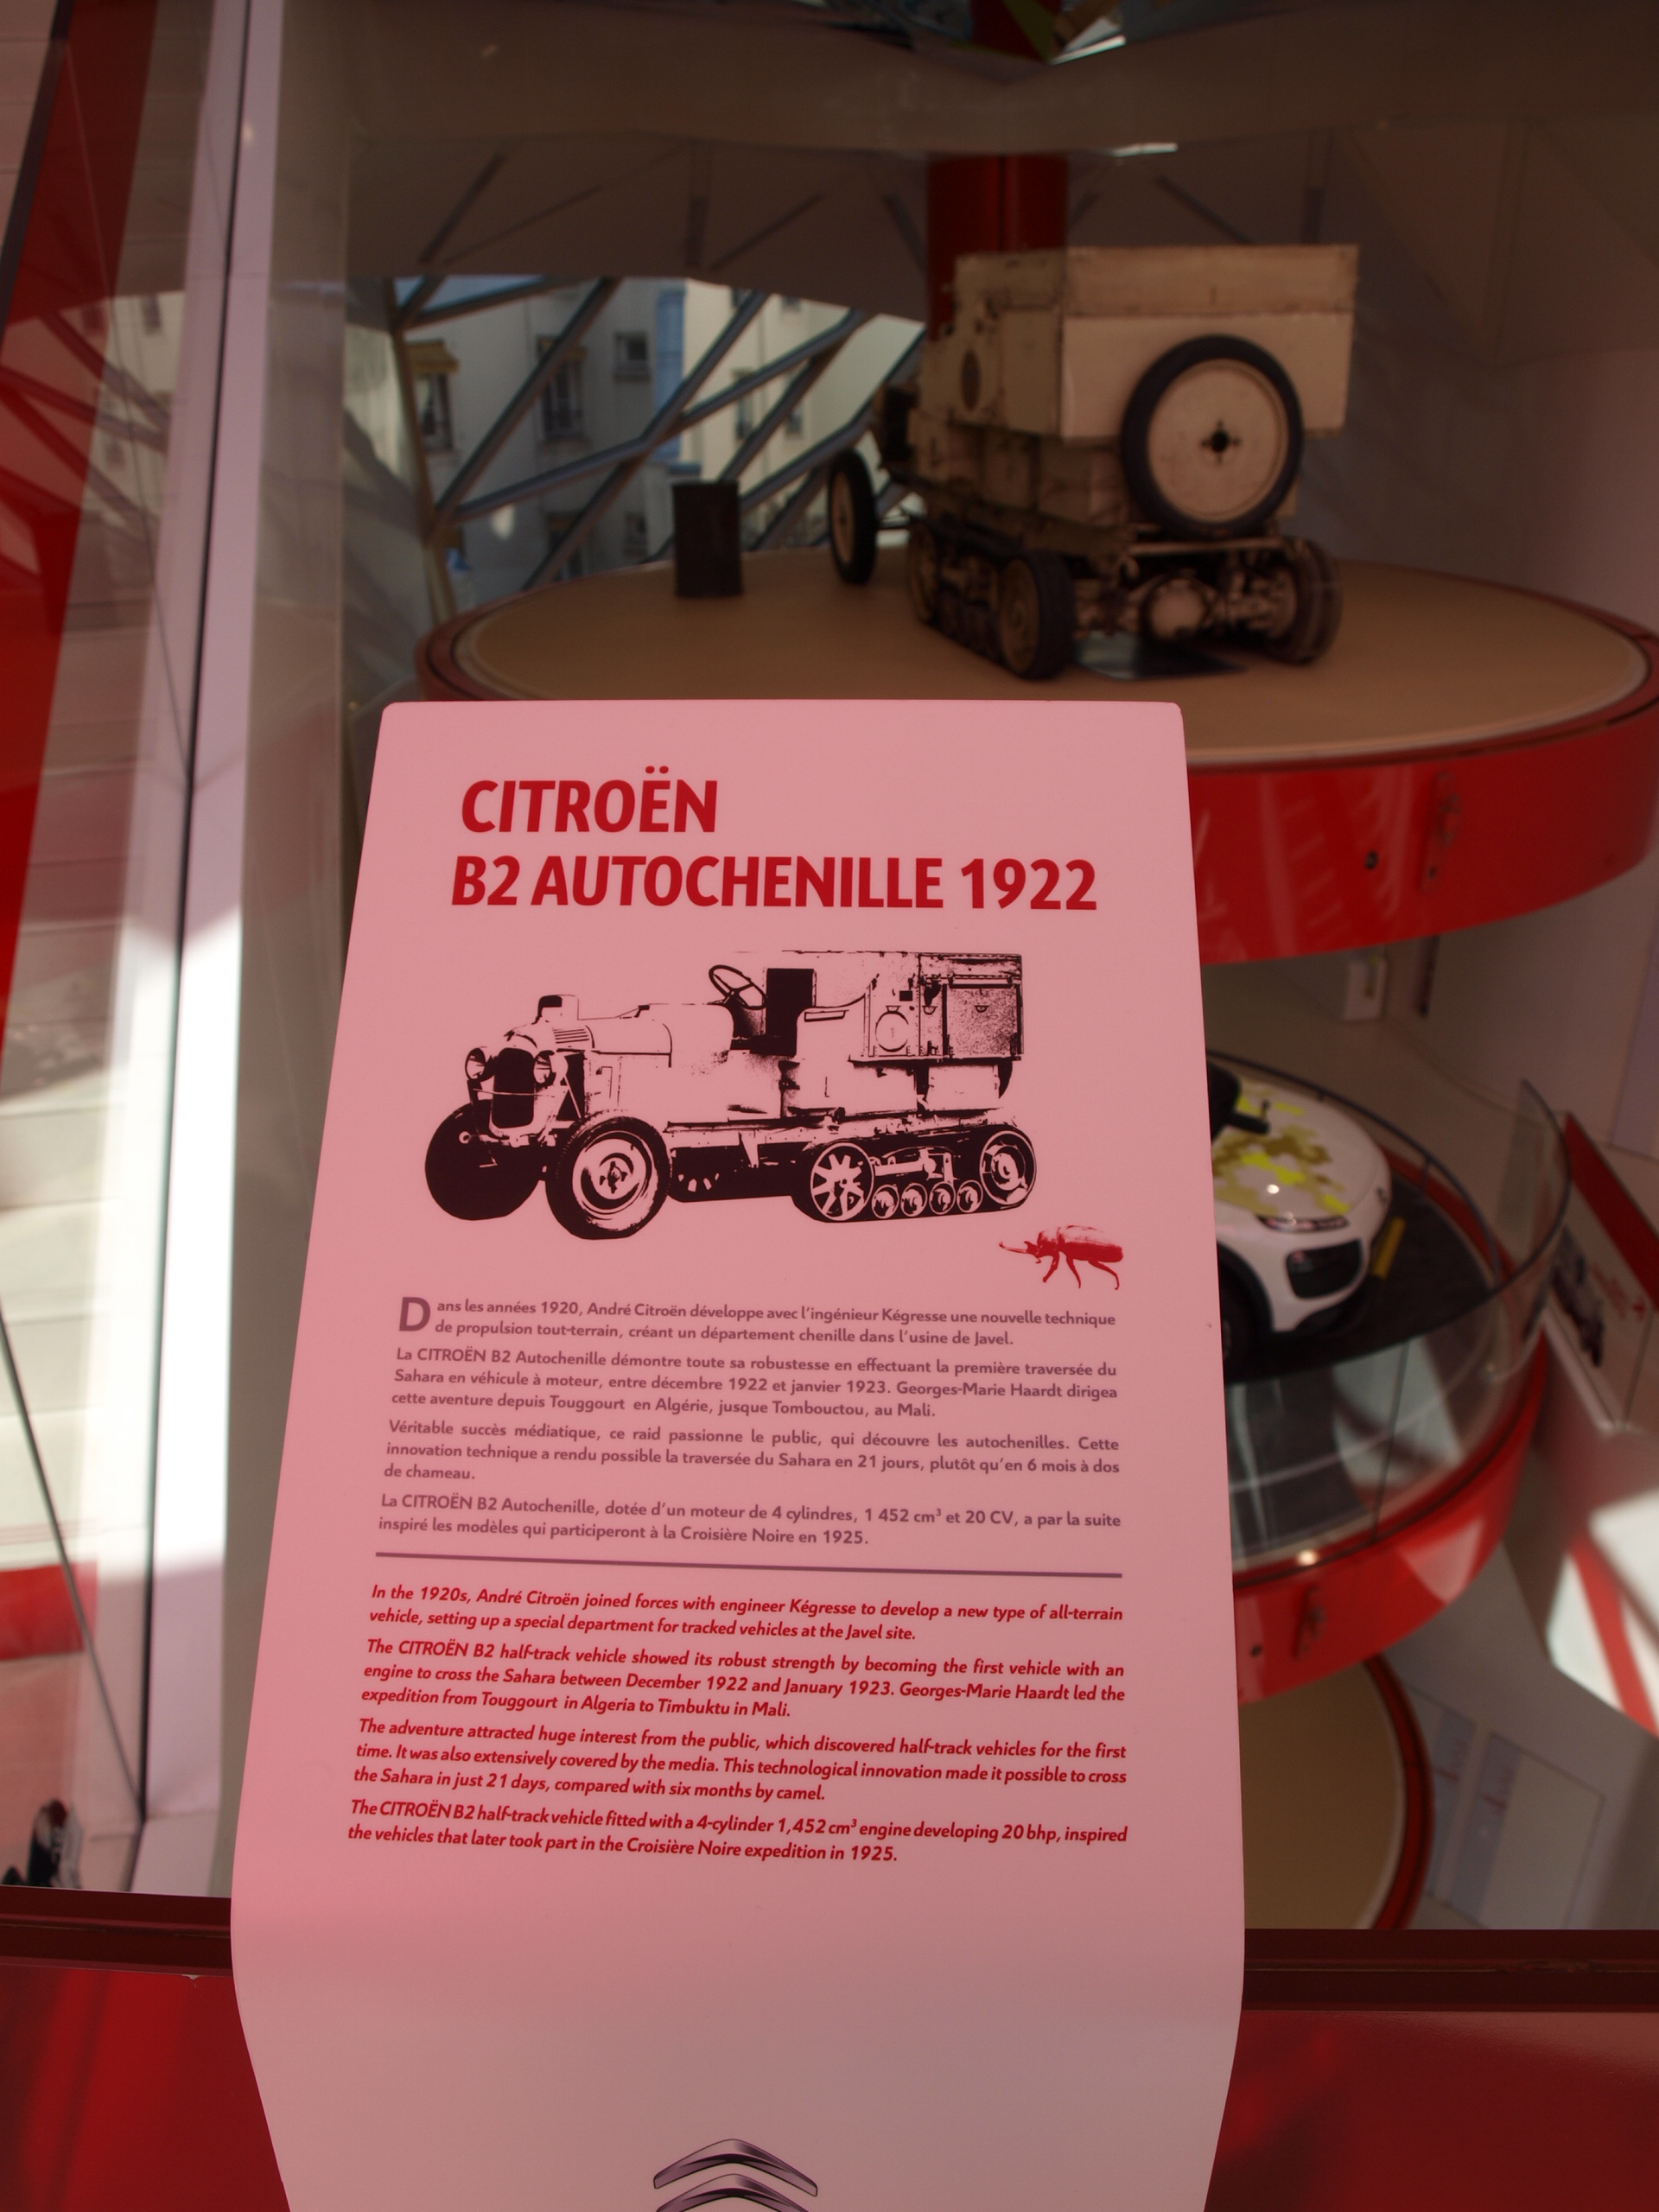 CITROËN
B2 AUTOCHENILLE 1922
Dans les années 1920, André Citroën développe avec l'ingénieur Kégresse une nouvelle technique
de propulsion tout-terrain, créant un département chenille dans l'usine de Javel.
La CITROËN B2 Autochenille démontre toute sa robustesse en effectuant la première traversée du
Sahara en véhicule à moteur, entre décembre 1922 et janvier 1923. Georges-Marie Haardt dirigea
cette aventure depuis Touggourt en Algérie, jusque Tombouctou, au Mali.
Véritable succès médiatique, ce raid passionne le public, qui découvre les autochenilles. Cette
innovation technique a rendu possible la traversée du Sahara en 21 jours, plutôt qu'en 6 mois à dos
de chameau.
La CITROËN B2 Autochenille, dotée d'un moteur de 4 cylindres, 1 452 cm³ et 20 CV, a par la suite
inspiré les modèles qui participeront à la Croisière Noire en 1925.
In the 1920s, André Citroën joined forces with engineer Kégresse to develop a new type of all-terrain
vehicle, setting up a special department for tracked vehicles at the Javel site.
The CITROËN B2 half-track vehicle showed its robust strength by becoming the first vehicle with an
engine to cross the Sahara between December 1922 and January 1923. Georges-Marie Haardt led the
expedition from Touggourt in Algeria to Timbuktu in Mali.
The adventure attracted huge interest from the public, which discovered half-track vehicles for the first
time. It was also extensively covered by the media. This technological innovation made it possible to cross
the Sahara in just 21 days, compared with six months by camel.
The CITROËN B2 half-track vehicle fitted with a 4-cylinder 1,452 cm³ engine developing 20 bhp, inspired
the vehicles that later took part in the Croisière Noire expedition in 1925.